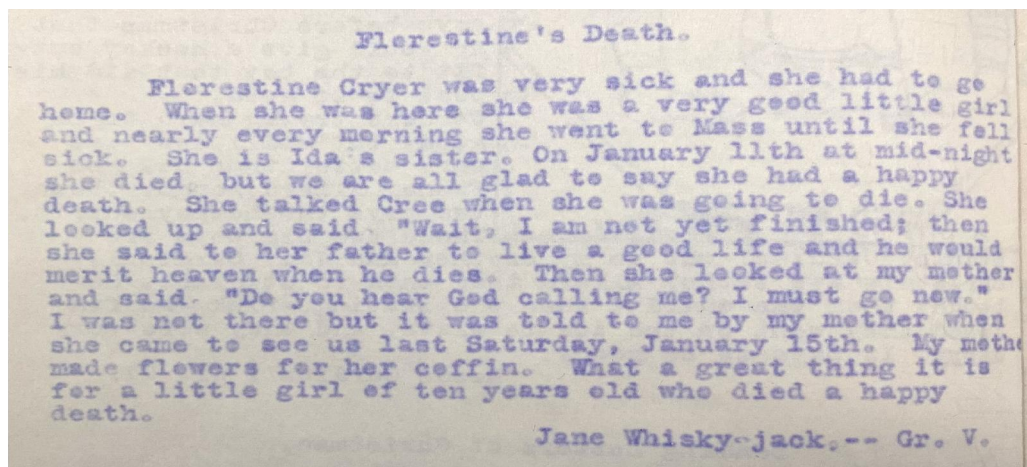 Florestine's Death.
Florestine Cryer was very sick and she had to go
home. When she was here she was a very good little girl
and nearly every morning she went to Mass until she fell
sick. She is Ida's sister. On January 11th at mid-night
she died but we are all glad to say she had a happy
death. She talked Cree when she was going to die. She
looked up and said "Wait, I am not yet finished; then
she said to her father to live a good life and he would
merit heaven when he dies. Then she looked at my mother
and said. "Do you hear God calling me? I must go now."
I was not there but it was told to me by my mother when
she came to see us last Saturday, January 15th. My mothe
made flowers for her coffin. What a great thing it is
for a little girl of ten years old who died a happy
death.
Jane Whisky-jack.-- Gr. V.